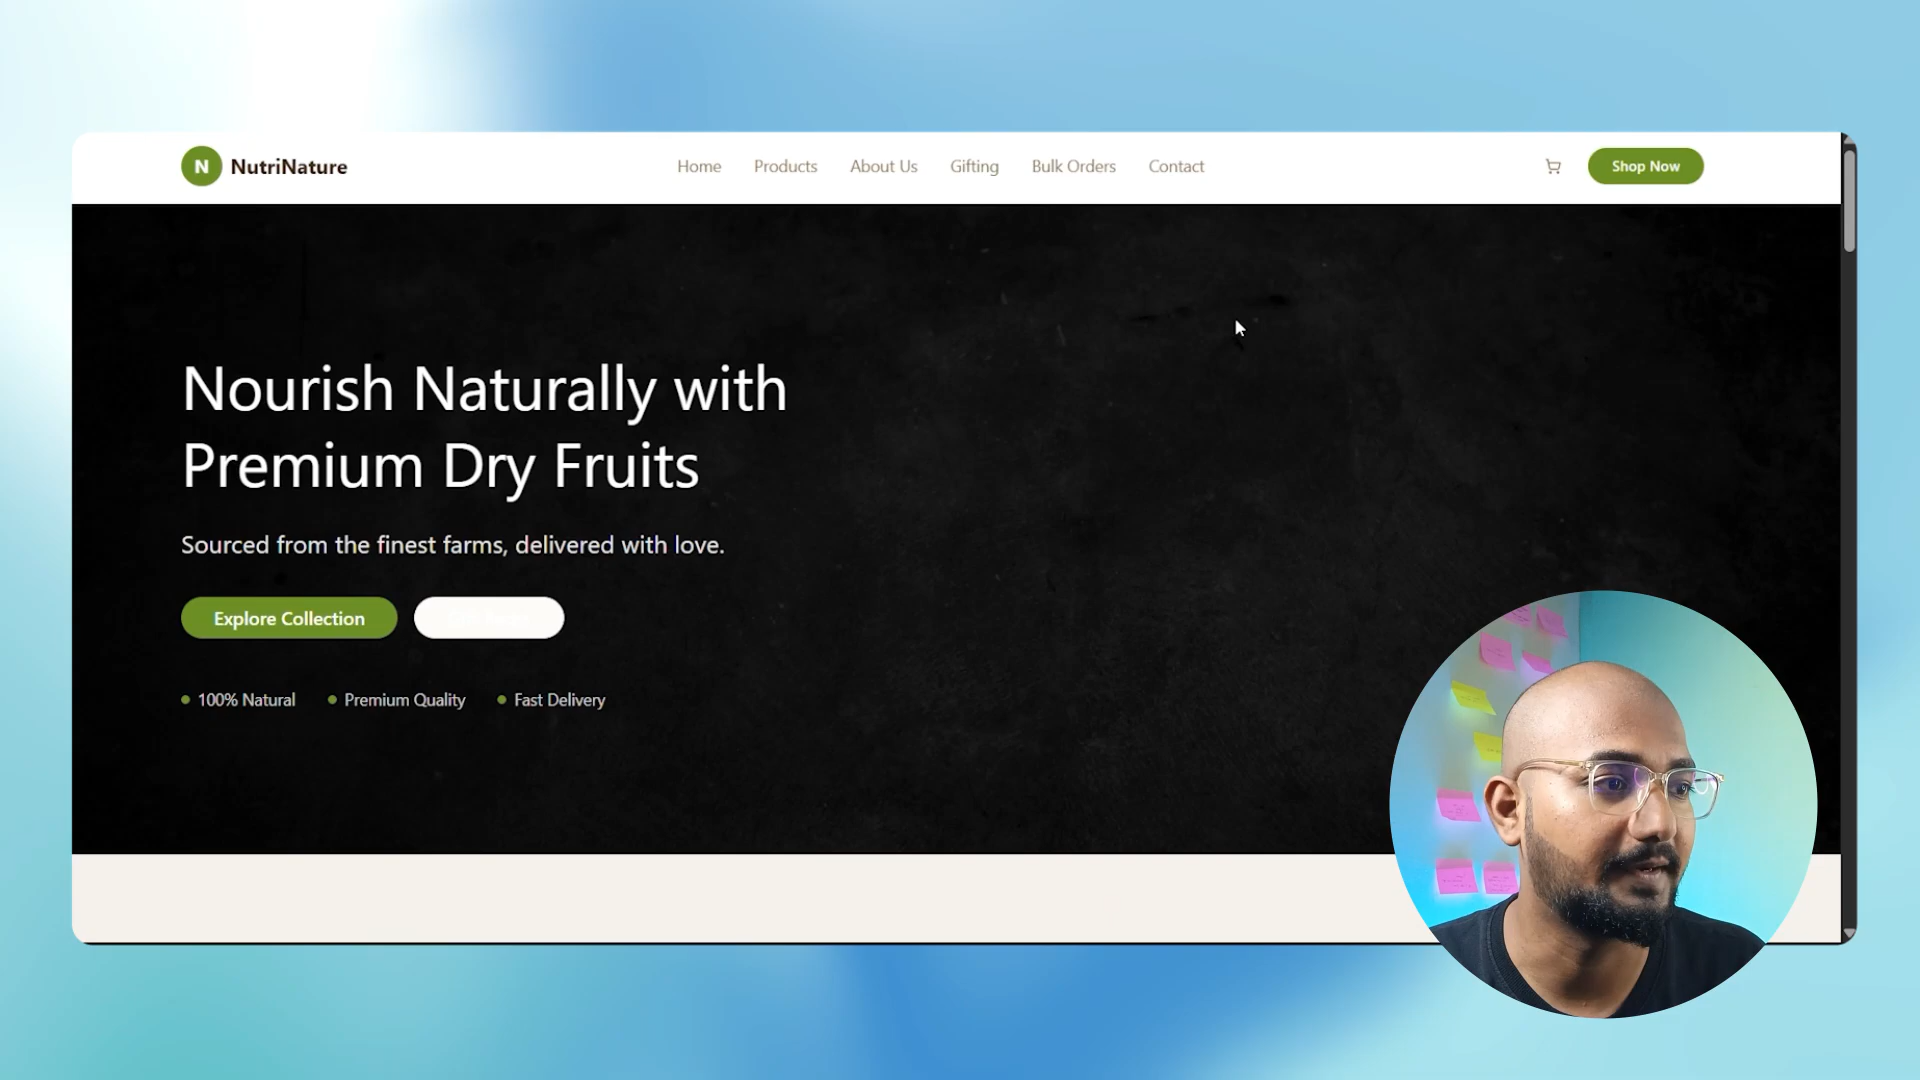 N NutriNature
Home Products About Us Gifting Bulk Orders Contact
Shop Now
Nourish Naturally with
Premium Dry Fruits
Sourced from the finest farms, delivered with love.
Explore Collection
100% Natural Premium Quality Fast Delivery